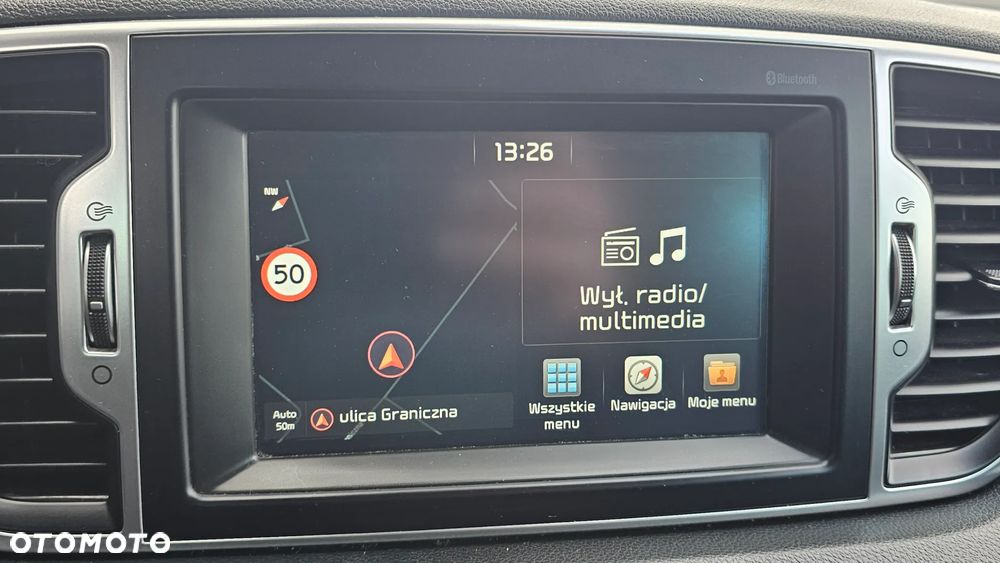 Bluetooth
13:26
NW
50
Wył. radio/
multimedia
Wszystkie
menu
Nawigacja
Moje menu
Auto
50m
ulica Graniczna
OTOMOTO